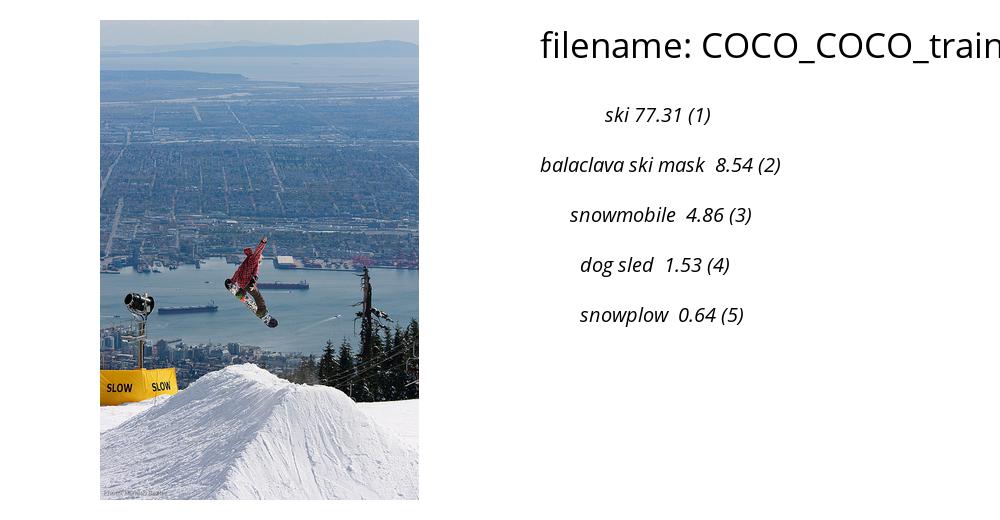 filename: COCO_COCO_train
ski 77.31 (1)
balaclava ski mask  8.54 (2)
snowmobile  4.86 (3)
dog sled  1.53 (4)
snowplow  0.64 (5)
SLOW SLOW